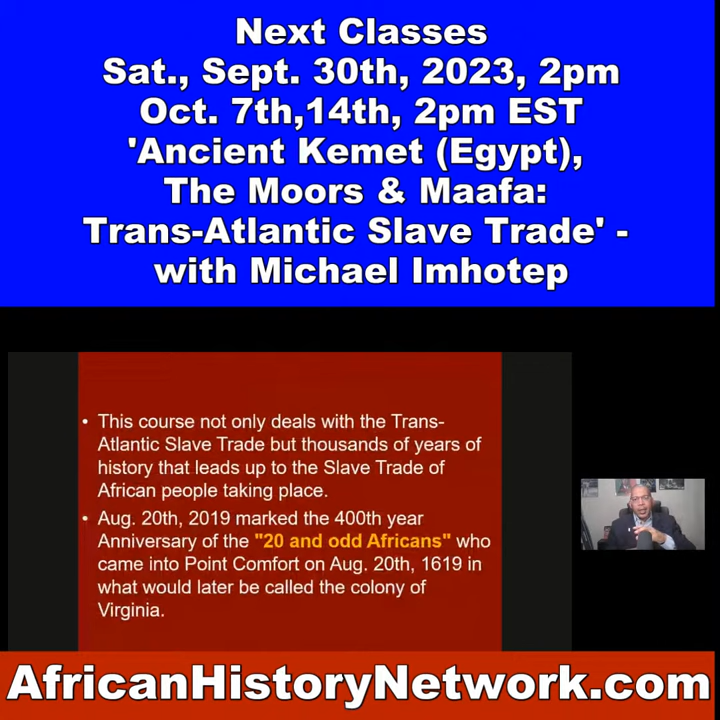 Next Classes
Sat., Sept. 30th, 2023, 2pm
Oct. 7th,14th, 2pm EST
'Ancient Kemet (Egypt),
The Moors & Maafa:
Trans-Atlantic Slave Trade' -
with Michael Imhotep
• This course not only deals with the Trans-
Atlantic Slave Trade but thousands of years of
history that leads up to the Slave Trade of
African people taking place.
• Aug. 20th, 2019 marked the 400th year
Anniversary of the "20 and odd Africans" who
came into Point Comfort on Aug. 20th, 1619 in
what would later be called the colony of
Virginia.
AfricanHistoryNetwork.com